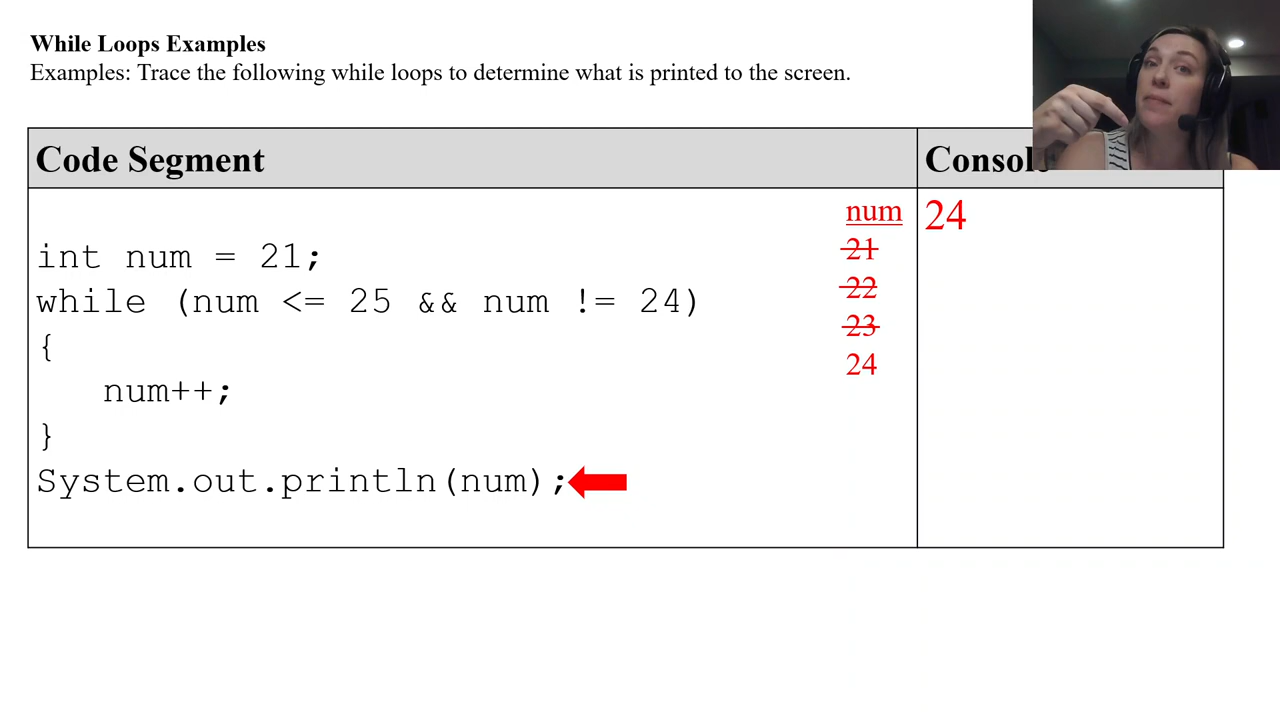 While Loops Examples
Examples: Trace the following while loops to determine what is printed to the screen.
Code Segment
int num = 21;
while (num <= 25 && num != 24)
{
num++;
}
System.out.println(num);
num
21
22
23
24
Consol
24